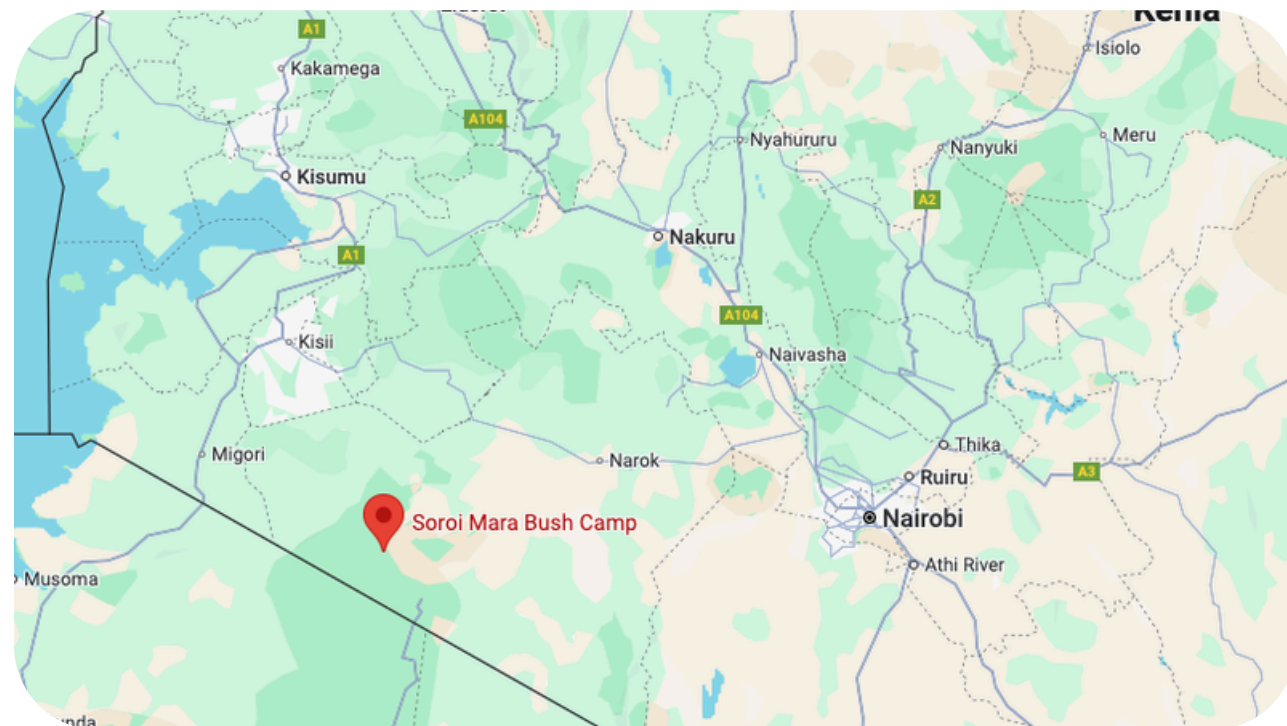 Kenia
A1
Isiolo
Kakamega
A104
Meru
Nyahururu
Nanyuki
Kisumu
A2
Nakuru
A1
A104
Kisii
Naivasha
Thika
Migori
Narok
A3
Ruiru
Soroi Mara Bush Camp
Nairobi
Athi River
Musoma